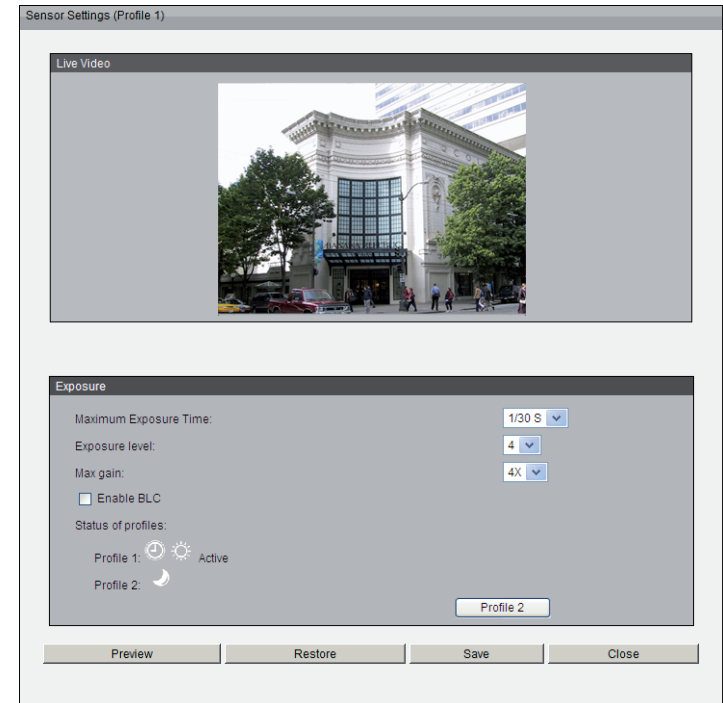 Sensor Settings (Profile 1)
Live Video
Exposure
Maximum Exposure Time: 1/30 S
Exposure level: 4
Max gain: 4X
Enable BLC
Status of profiles:
Profile 1: Active
Profile 2:
Profile 2
Preview Restore Save Close